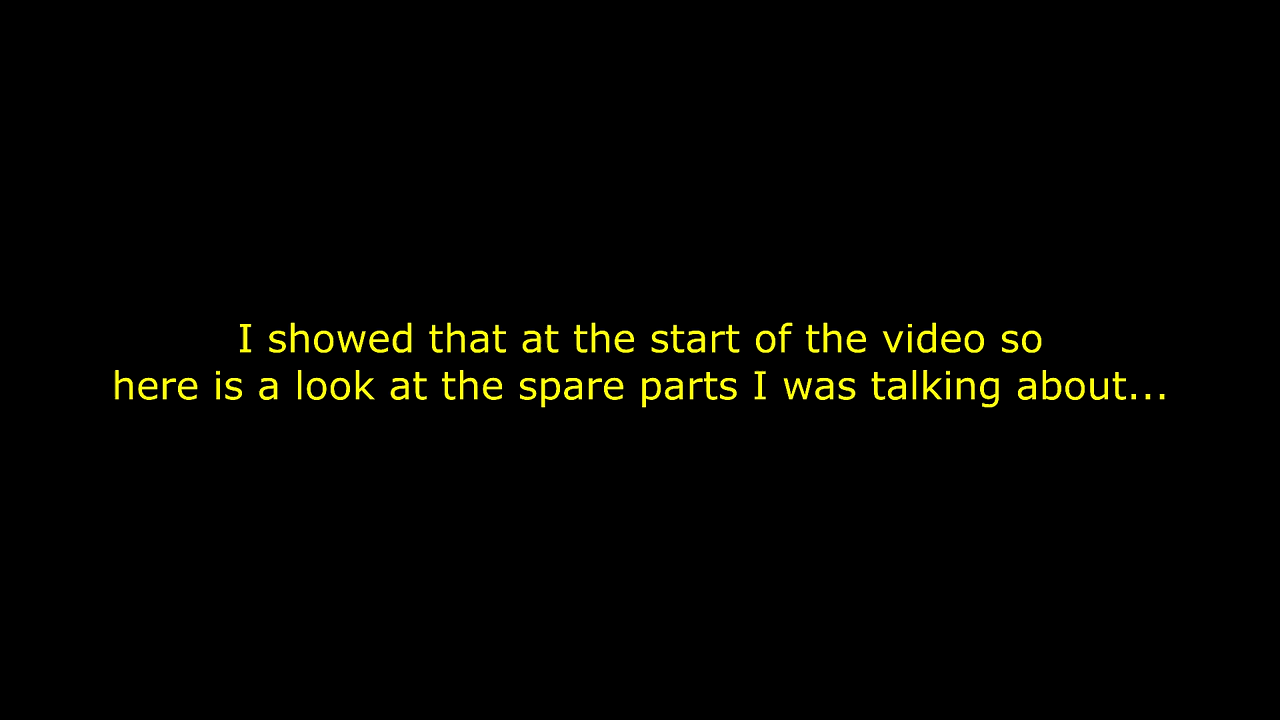 I showed that at the start of the video so
here is a look at the spare parts I was talking about...